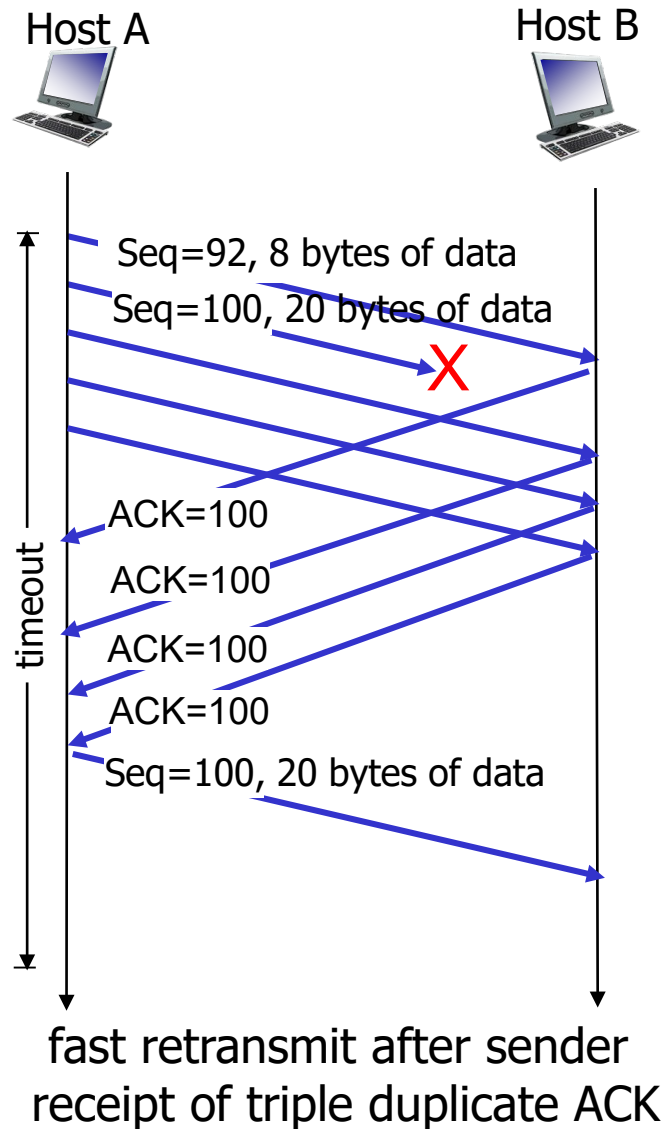 Host A
Host B
Seq=92, 8 bytes of data
Seq=100, 20 bytes of data
X
ACK=100
timeout
ACK=100
ACK=100
ACK=100
Seq=100, 20 bytes of data
fast retransmit after sender
receipt of triple duplicate ACK